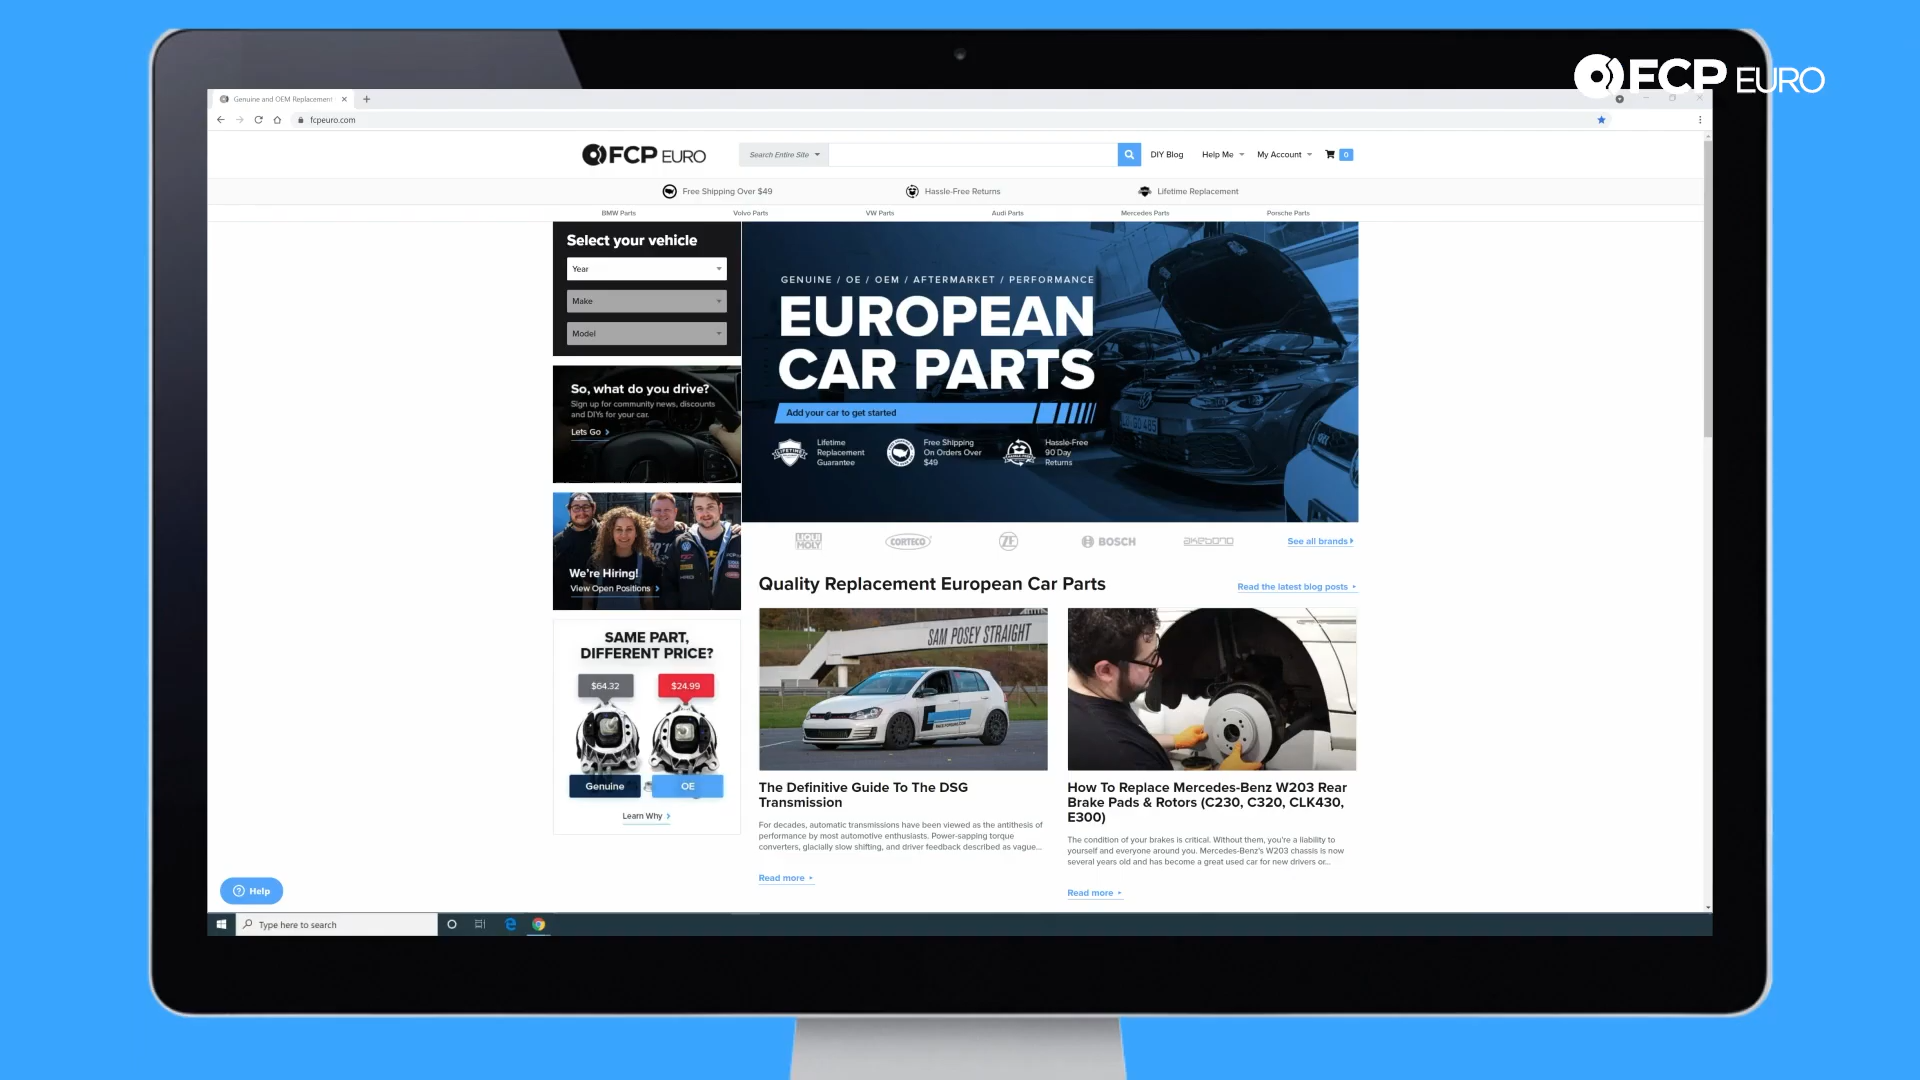 FCP EURO
Genuine and OEM Replacement
fcpeuro.com
FCP EURO
Search Entire Site
DIY Blog
Help Me
My Account
0
Free Shipping Over $49
Hassle-Free Returns
Lifetime Replacement
BMW Parts
Volvo Parts
VW Parts
Audi Parts
Mercedes Parts
Porsche Parts
Select your vehicle
Year
Make
Model
So, what do you drive?
Sign up for community news, discounts
and DIYs for your car.
Lets Go
We're Hiring!
View Open Positions
SAME PART,
DIFFERENT PRICE?
$64.32
$24.99
Genuine
OE
Learn Why
GENUINE / OE / OEM / AFTERMARKET / PERFORMANCE
EUROPEAN
CAR PARTS
Add your car to get started
LIFETIME
Lifetime
Replacement
Guarantee
Free Shipping
On Orders Over
$49
Hassle-Free
90 Day
Returns
LIQUI
MOLY
CORTECO
ZF
BOSCH
akebono
See all brands
Quality Replacement European Car Parts
Read the latest blog posts
SAM POSEY STRAIGHT
The Definitive Guide To The DSG
Transmission
For decades, automatic transmissions have been viewed as the antithesis of
performance by most automotive enthusiasts. Power-sapping torque
converters, glacially slow shifting, and driver feedback described as vague...
Read more
How To Replace Mercedes-Benz W203 Rear
Brake Pads & Rotors (C230, C320, CLK430,
E300)
The condition of your brakes is critical. Without them, you're a liability to
yourself and everyone around you. Mercedes-Benz's W203 chassis is now
several years old and has become a great used car for new drivers or...
Read more
Help
Type here to search